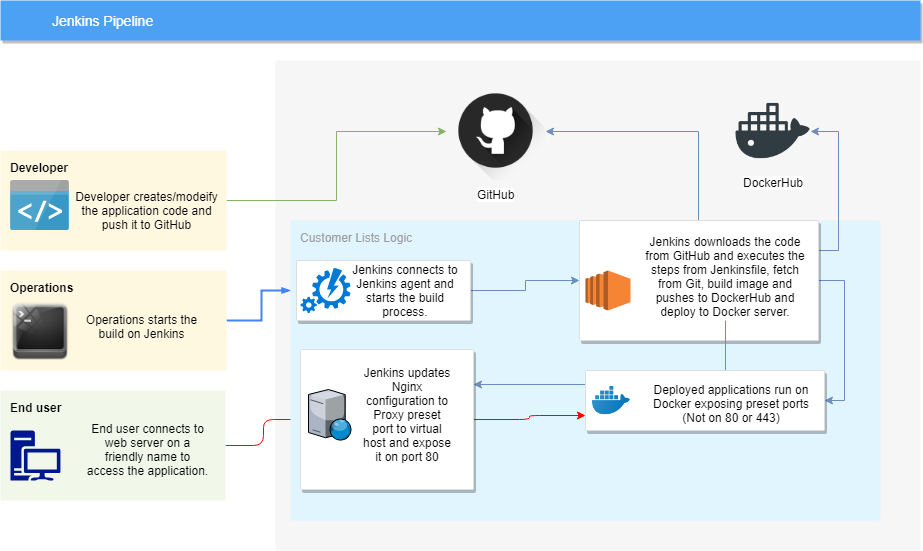 Jenkins Pipeline
GitHub
DockerHub
Developer
Developer creates/modeify
the application code and
push it to GitHub
</>
Operations
Operations starts the
build on Jenkins
End user
End user connects to
web server on a
friendly name to
access the application.
Customer Lists Logic
Jenkins connects to
Jenkins agent and
starts the build
process.
Jenkins downloads the code
from GitHub and executes the
steps from Jenkinsfile, fetch
from Git, build image and
pushes to DockerHub and
deploy to Docker server.
Jenkins updates
Nginx
configuration to
Proxy preset
port to virtual
host and expose
it on port 80
Deployed applications run on
Docker exposing preset ports
(Not on 80 or 443)